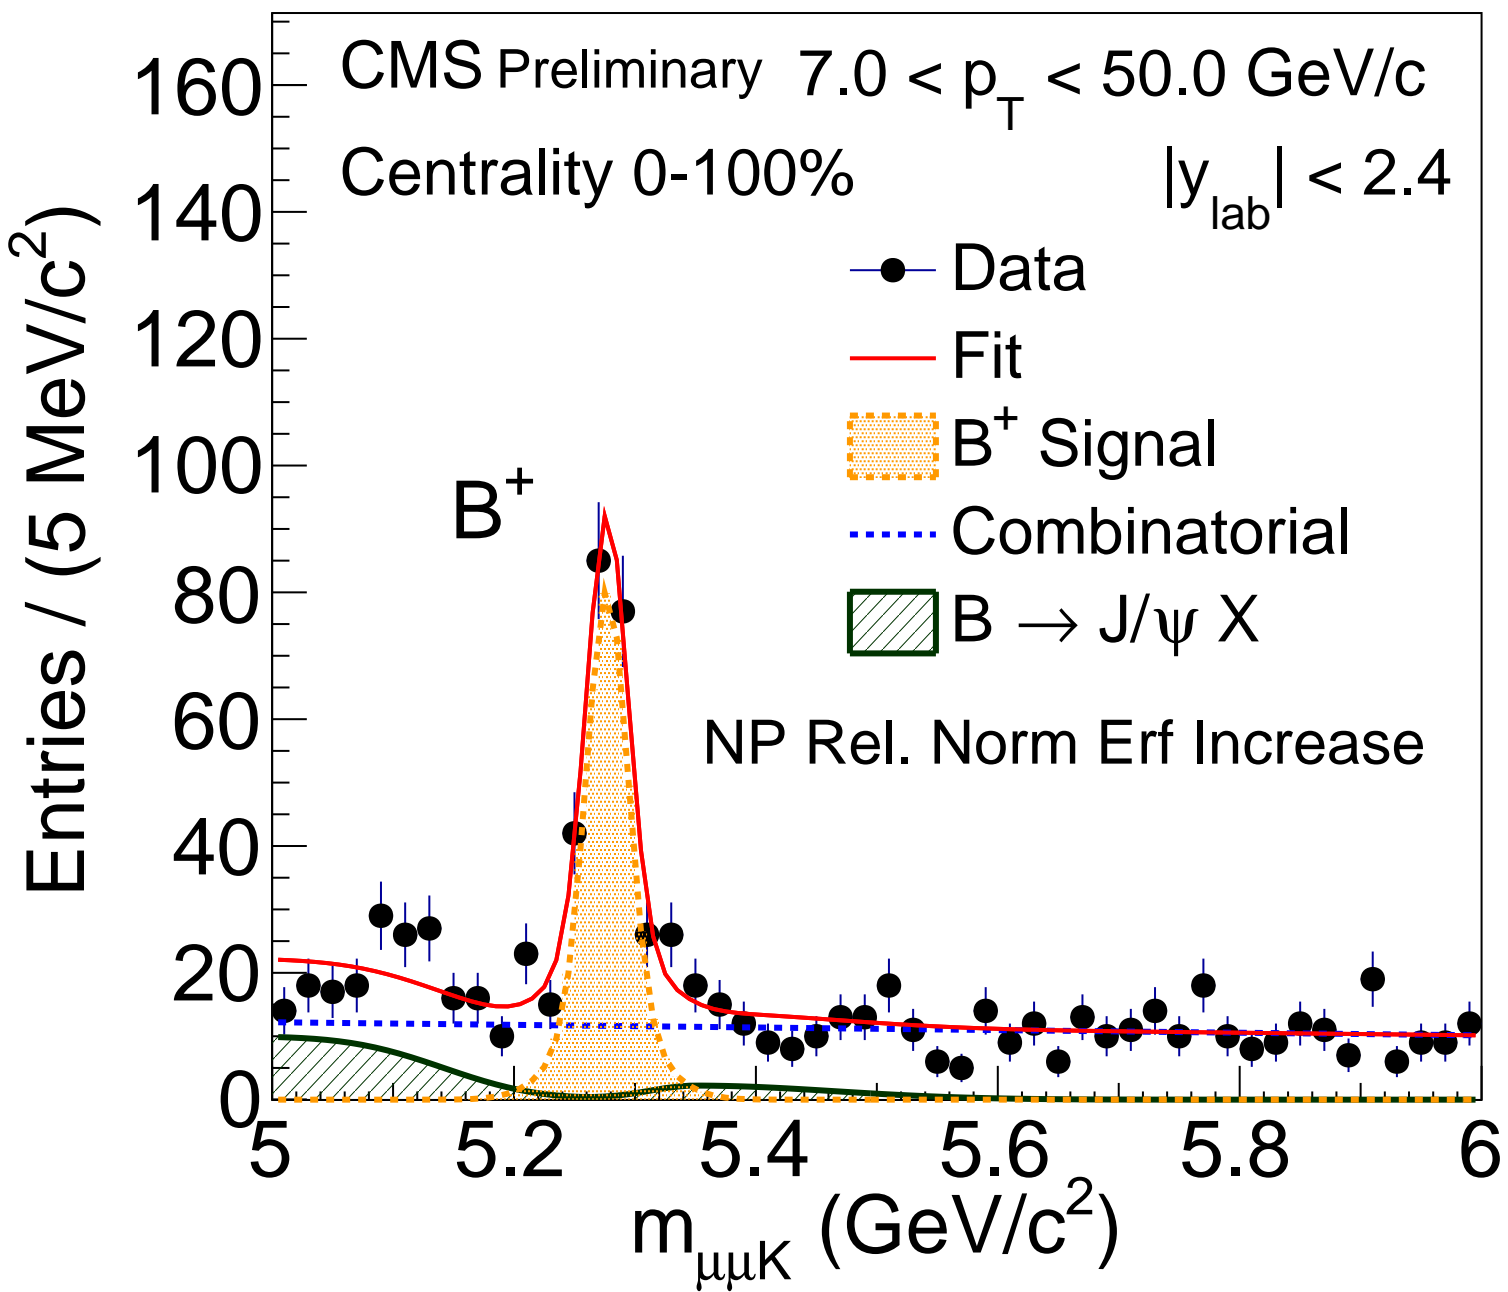 CMS Preliminary 7.0 < p_T < 50.0 GeV/c
Centrality 0-100% |y_lab| < 2.4
Data
Fit
B⁺ Signal
Combinatorial
B → J/ψ X
B⁺
NP Rel. Norm Erf Increase
Entries / (5 MeV/c²)
160
140
120
100
80
60
40
20
0
5 5.2 5.4 5.6 5.8 6
m_μμK (GeV/c²)